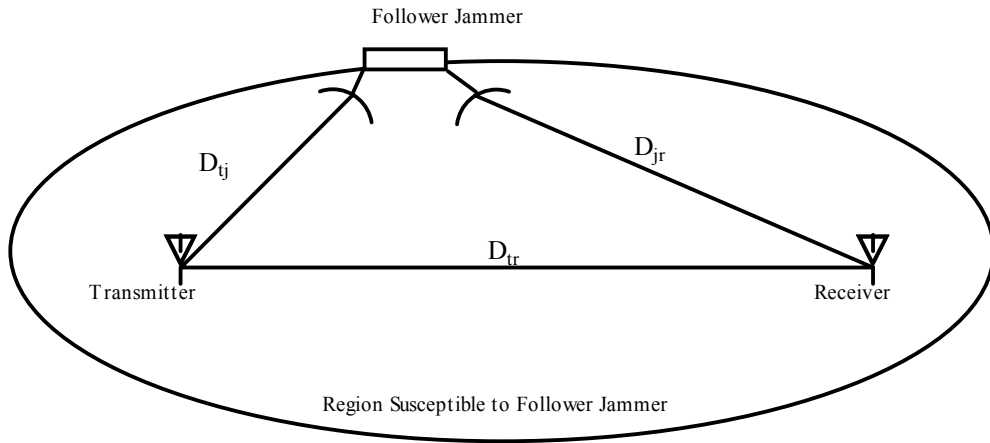 Follower Jammer
D_tj
D_jr
D_tr
Transmitter
Receiver
Region Susceptible to Follower Jammer